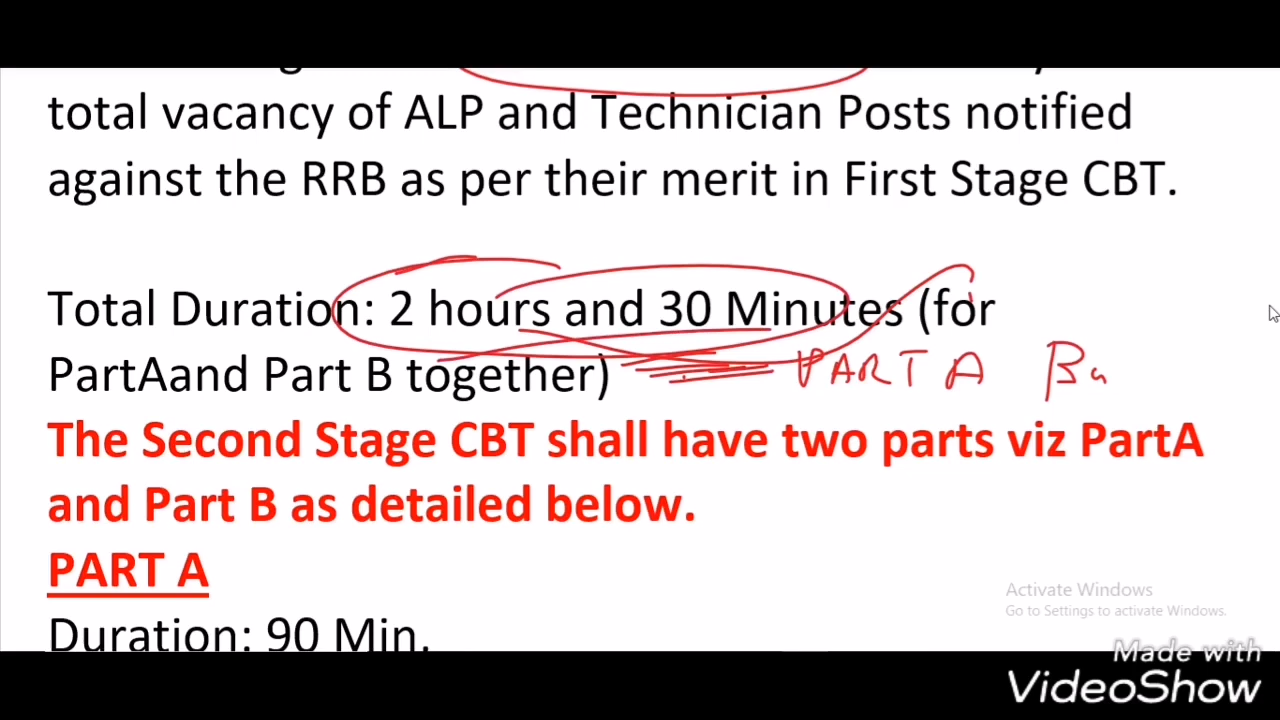 total vacancy of ALP and Technician Posts notified
against the RRB as per their merit in First Stage CBT.
Total Duration: 2 hours and 30 Minutes (for
PartAand Part B together) PART A B
The Second Stage CBT shall have two parts viz PartA
and Part B as detailed below.
PART A
Duration: 90 Min.
Activate Windows
Go to Settings to activate Windows.
Made with
VideoShow